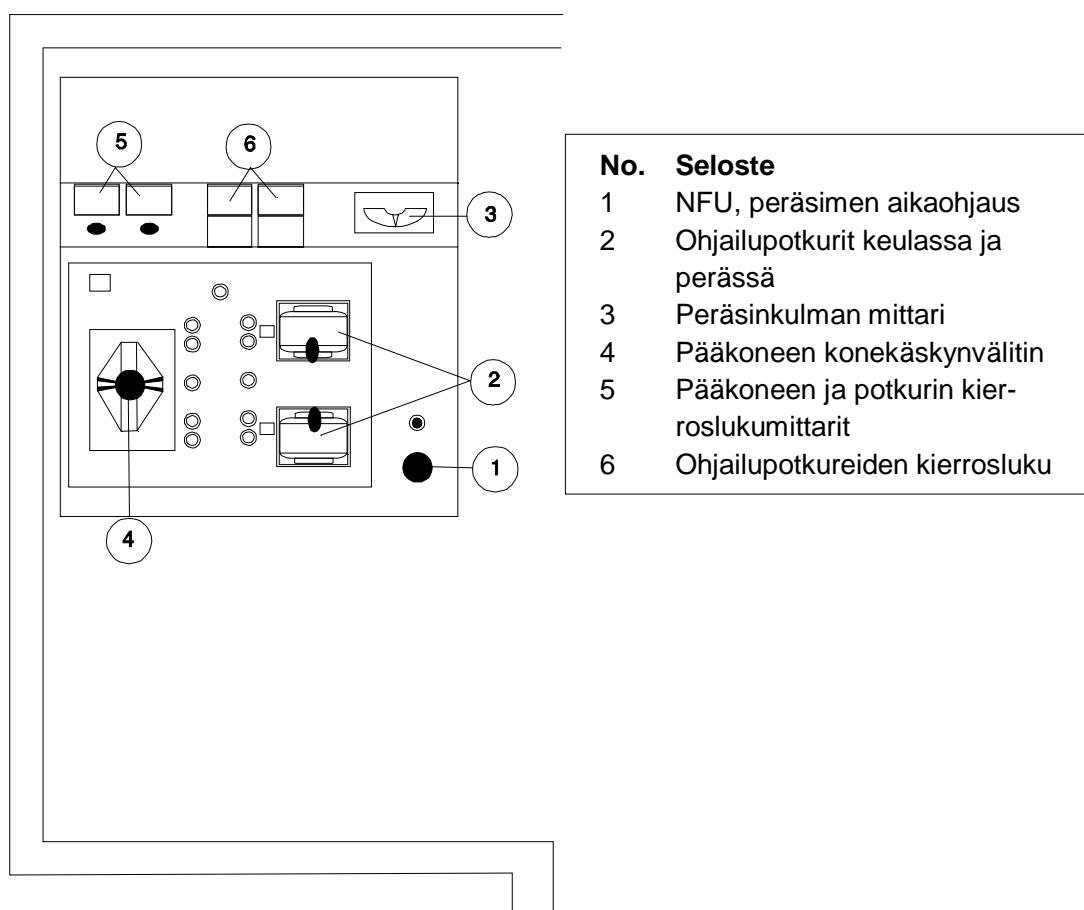 5
6
3
2
1
4
No. Seloste
1 NFU, peräsimen aikaohjaus
2 Ohjailupotkurit keulassa ja
perässä
3 Peräsinkulman mittari
4 Pääkoneen konekäskynvälitin
5 Pääkoneen ja potkurin kier-
roslukumittarit
6 Ohjailupotkureiden kierrosluku